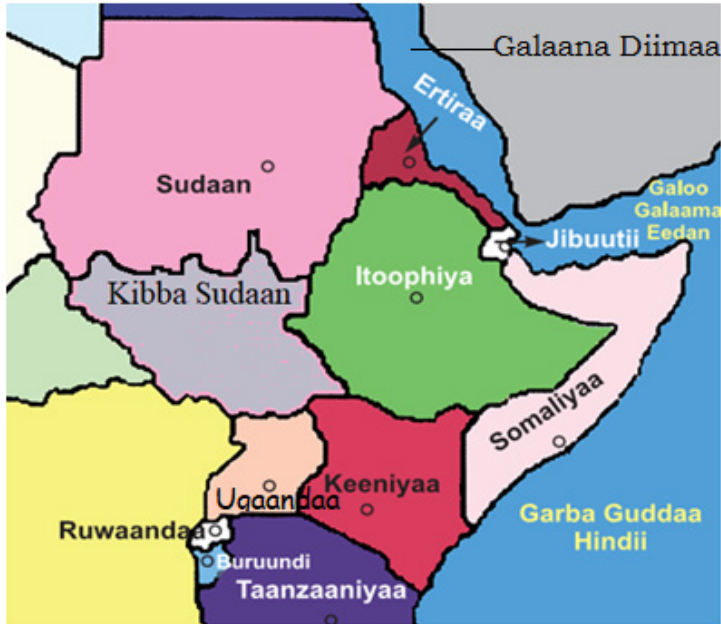 Galaana Diimaa
Ertiraa
Sudaan
Galoo
Galaama
Eedan
Jibuutii
Itoophiya
Kibba Sudaan
Somaliyaa
Keeniyaa
Ugaandaa
Garba Guddaa
Hindii
Ruwaandaa
Buruundi
Taanzaaniyaa